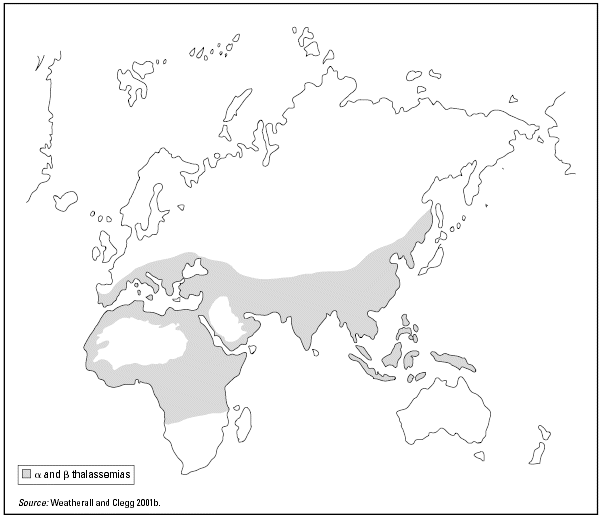 α and β thalassemias
Source: Weatherall and Clegg 2001b.